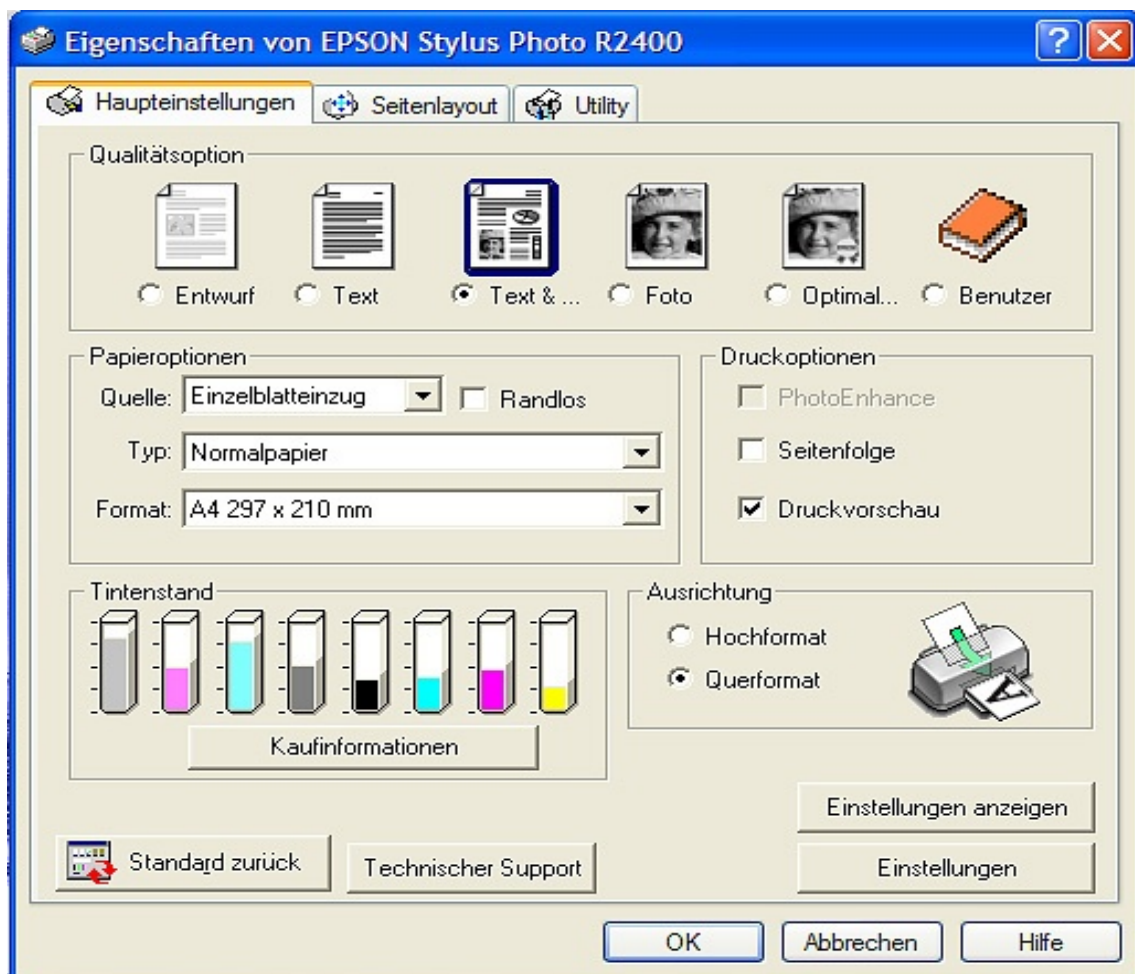 Eigenschaften von EPSON Stylus Photo R2400
Haupteinstellungen Seitenlayout Utility
Qualitätsoption
Entwurf Text Text & ... Foto Optimal... Benutzer
Papieroptionen
Quelle: Einzelblatteinzug Randlos
Typ: Normalpapier
Format: A4 297 x 210 mm
Druckoptionen
PhotoEnhance
Seitenfolge
Druckvorschau
Tintenstand
Kaufinformationen
Ausrichtung
Hochformat
Querformat
Einstellungen anzeigen
Standard zurück Technischer Support Einstellungen
OK Abbrechen Hilfe